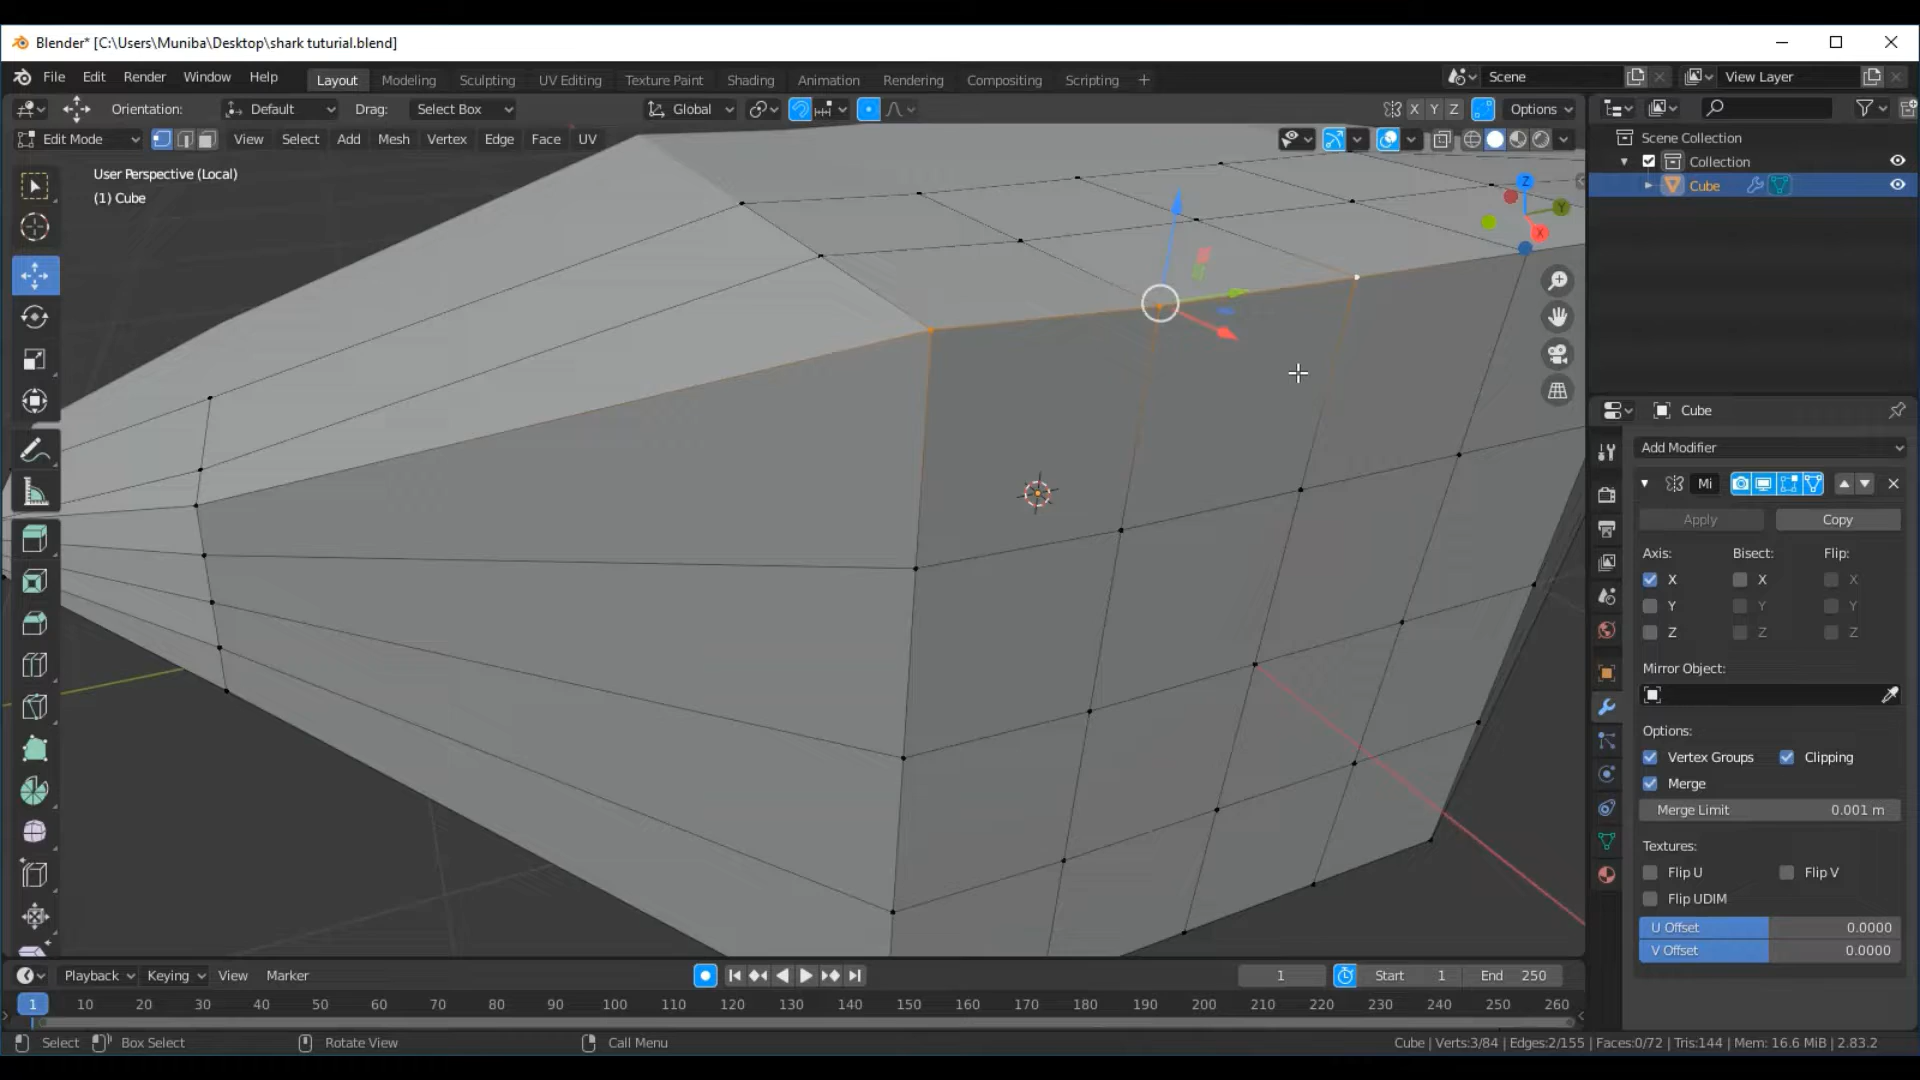 Blender* [C:\Users\Muniba\Desktop\shark tuturial.blend]
File Edit Render Window Help Layout Modeling Sculpting UV Editing Texture Paint Shading Animation Rendering Compositing Scripting + Scene View Layer
Orientation: Default Drag: Select Box Global X Y Z Options
Edit Mode View Select Add Mesh Vertex Edge Face UV
Scene Collection
Collection
Cube
User Perspective (Local)
(1) Cube
Z
Y
X
Cube
Add Modifier
Mi
Apply Copy
Axis: Bisect: Flip:
X X X
Y Y Y
Z Z Z
Mirror Object:
Options:
Vertex Groups Clipping
Merge
Merge Limit 0.001 m
Textures:
Flip U Flip V
Flip UDIM
U Offset 0.0000
V Offset 0.0000
Playback Keying View Marker 1 Start 1 End 250
1 10 20 30 40 50 60 70 80 90 100 110 120 130 140 150 160 170 180 190 200 210 220 230 240 250 260
Select Box Select Rotate View Call Menu Cube | Verts:3/84 | Edges:2/155 | Faces:0/72 | Tris:144 | Mem: 16.6 MiB | 2.83.2